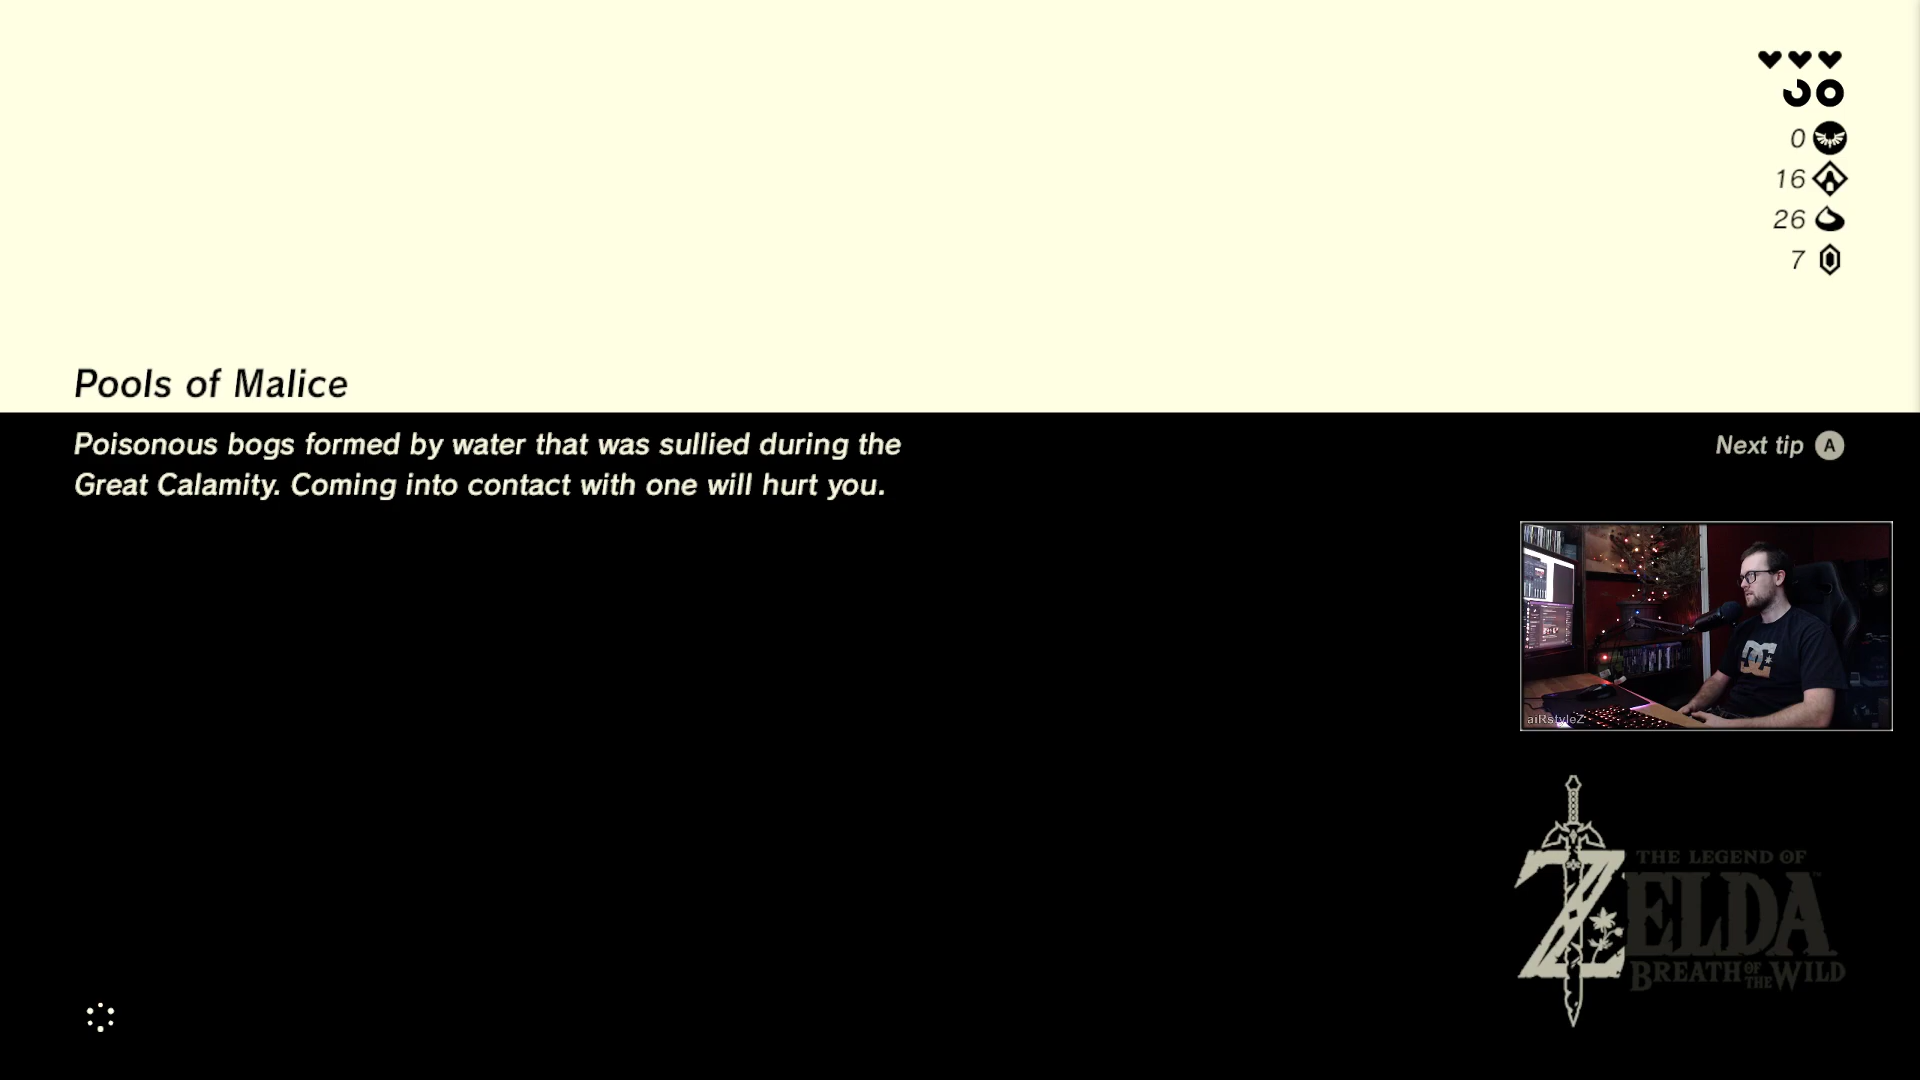 0
16
26
7
Pools of Malice
Poisonous bogs formed by water that was sullied during the
Great Calamity. Coming into contact with one will hurt you.
Next tip A
DC
aiRstyleZ
THE LEGEND OF
ZELDA
BREATH OF THE WILD